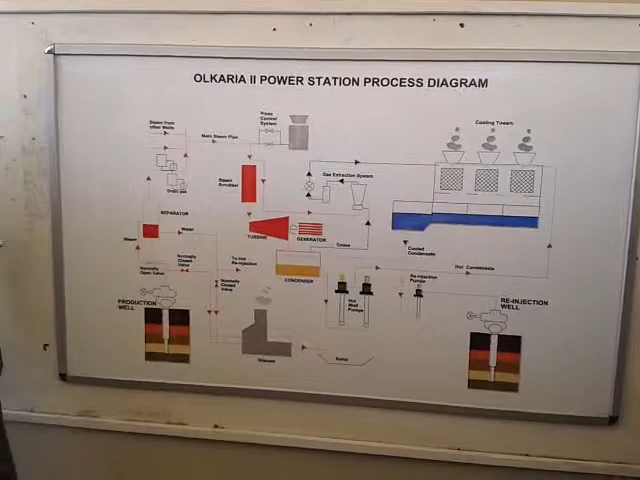 OLKARIA II POWER STATION PROCESS DIAGRAM
Steam from
other Wells
Main Steam Pipe
Press
Control
System
Cooling Towers
Drain pot
Steam
Scrubber
Gas Extraction System
SEPARATOR
Steam
Water
TURBINE
GENERATOR
Gases
Cooled
Condensate
Normally
Open Valve
Normally
Closed
Valve
To Hot
Re-Injection
Normally
Closed
Valve
CONDENSER
Hot Condensate
Hot
Well
Pumps
Re-Injection
Pumps
PRODUCTION
WELL
RE-INJECTION
WELL
Silencer
Sump